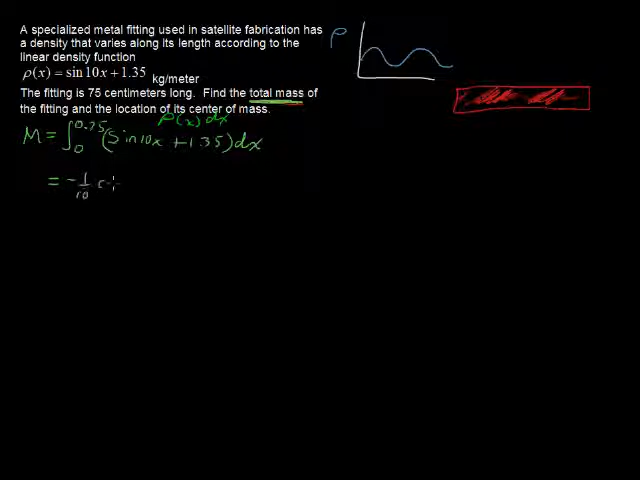 A specialized metal fitting used in satellite fabrication has
a density that varies along its length according to the
linear density function
ρ(x) = sin 10x + 1.35 kg/meter
The fitting is 75 centimeters long. Find the total mass of
the fitting and the location of its center of mass.
ρ
ρ(x) dx
M = ∫₀^0.75 (sin 10x + 1.35) dx
= - 1/10 c